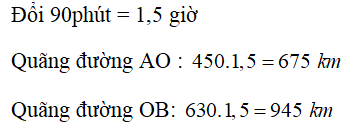 Đổi 90phút = 1,5 giờ
Quãng đường AO : 450.1,5 = 675 km
Quãng đường OB: 630.1,5 = 945 km